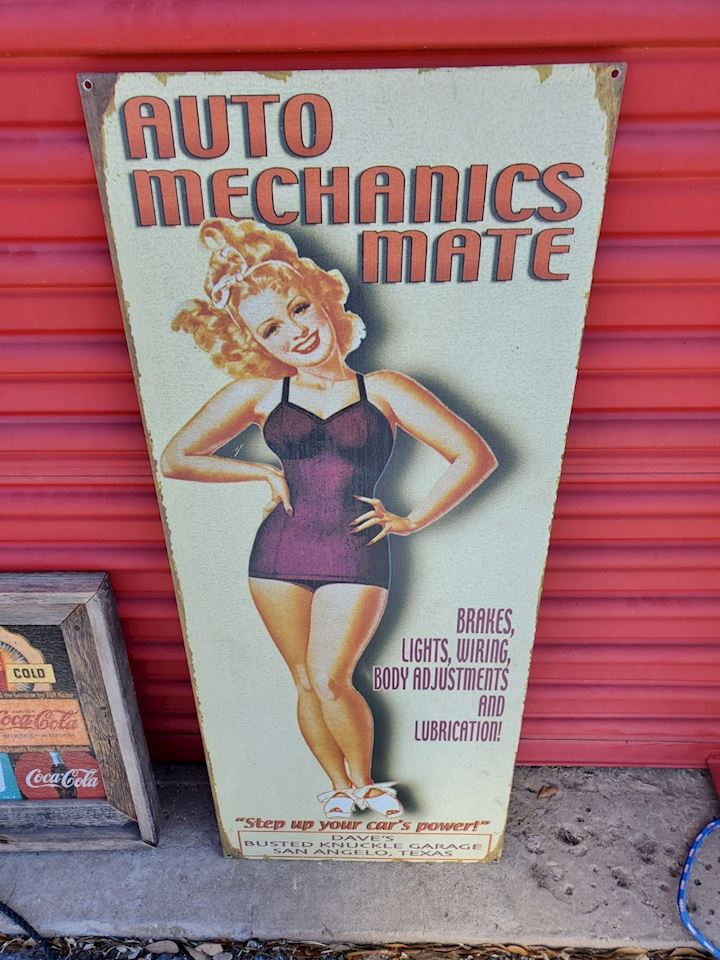 AUTO
MECHANICS
MATE
BRAKES,
LIGHTS, WIRING,
BODY ADJUSTMENTS
AND
LUBRICATION!
"Step up your car's power!"
DAVE'S
BUSTED KNUCKLE GARAGE
SAN ANGELO, TEXAS
COLD
Coca-Cola
Coca-Cola